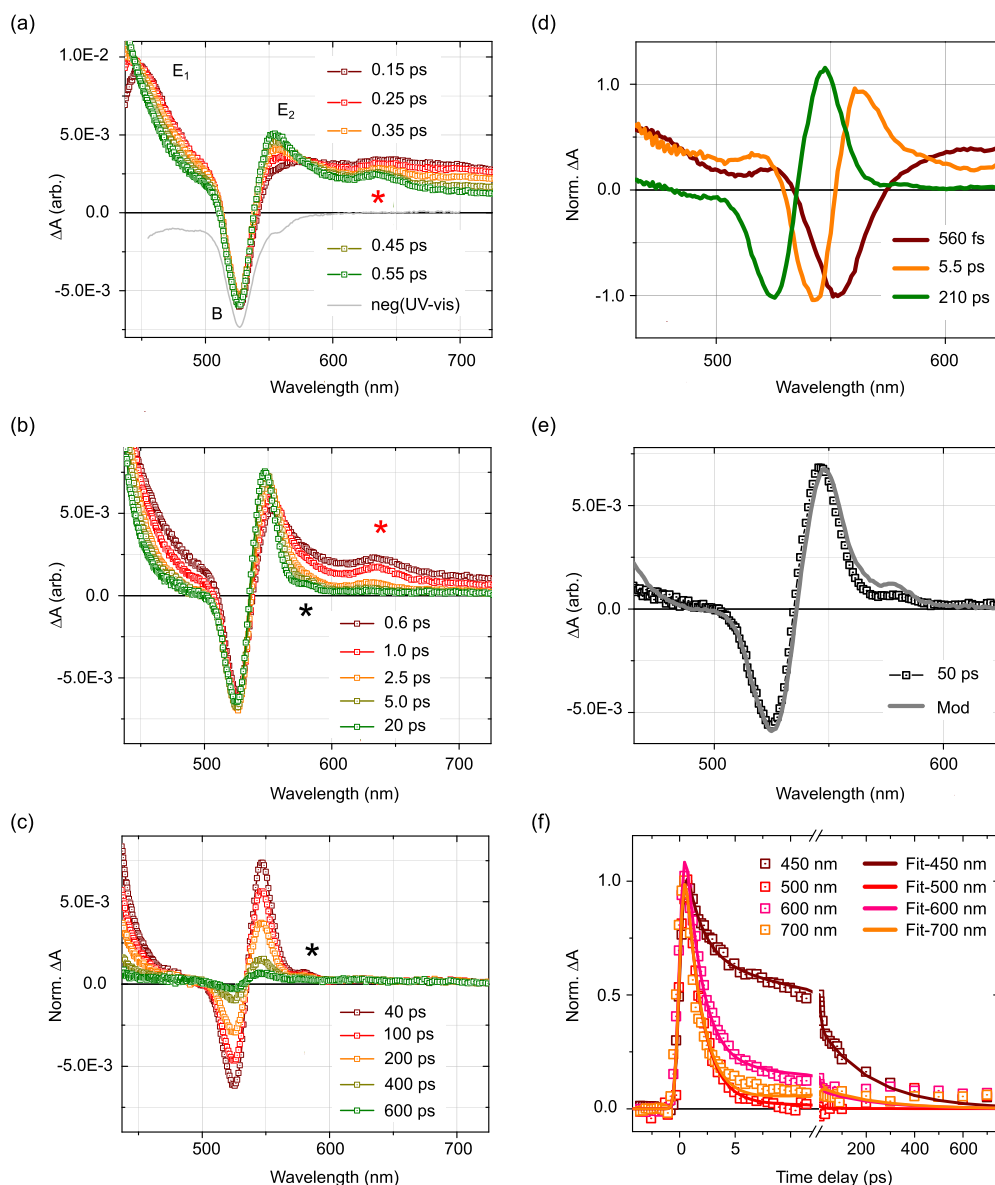 (a)
1.0E-2
5.0E-3
0.0
-5.0E-3
ΔA (arb.)
E1
E2
B
0.15 ps
0.25 ps
0.35 ps
*
0.45 ps
0.55 ps
neg(UV-vis)
500
600
700
Wavelength (nm)
(b)
5.0E-3
0.0
-5.0E-3
ΔA (arb.)
*
*
0.6 ps
1.0 ps
2.5 ps
5.0 ps
20 ps
500
600
700
Wavelength (nm)
(c)
5.0E-3
0.0
-5.0E-3
Norm. ΔA
*
40 ps
100 ps
200 ps
400 ps
600 ps
500
600
700
Wavelength (nm)
(d)
1.0
0.0
-1.0
Norm. ΔA
560 fs
5.5 ps
210 ps
500
600
Wavelength (nm)
(e)
5.0E-3
0.0
-5.0E-3
ΔA (arb.)
50 ps
Mod
500
600
Wavelength (nm)
(f)
1.0
0.5
0.0
Norm. ΔA
450 nm Fit-450 nm
500 nm Fit-500 nm
600 nm Fit-600 nm
700 nm Fit-700 nm
0
5
200
400
600
Time delay (ps)